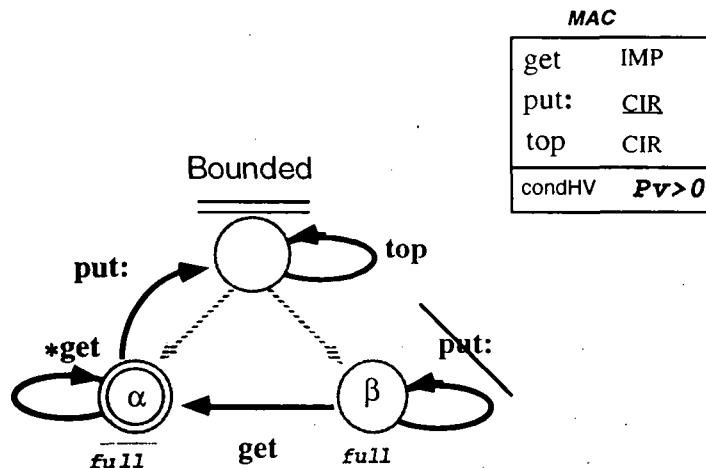 MAC
get IMP
put: CIR
top CIR
condHV Pv>0
Bounded
put:
top
*get
put:
α
β
get
full
full